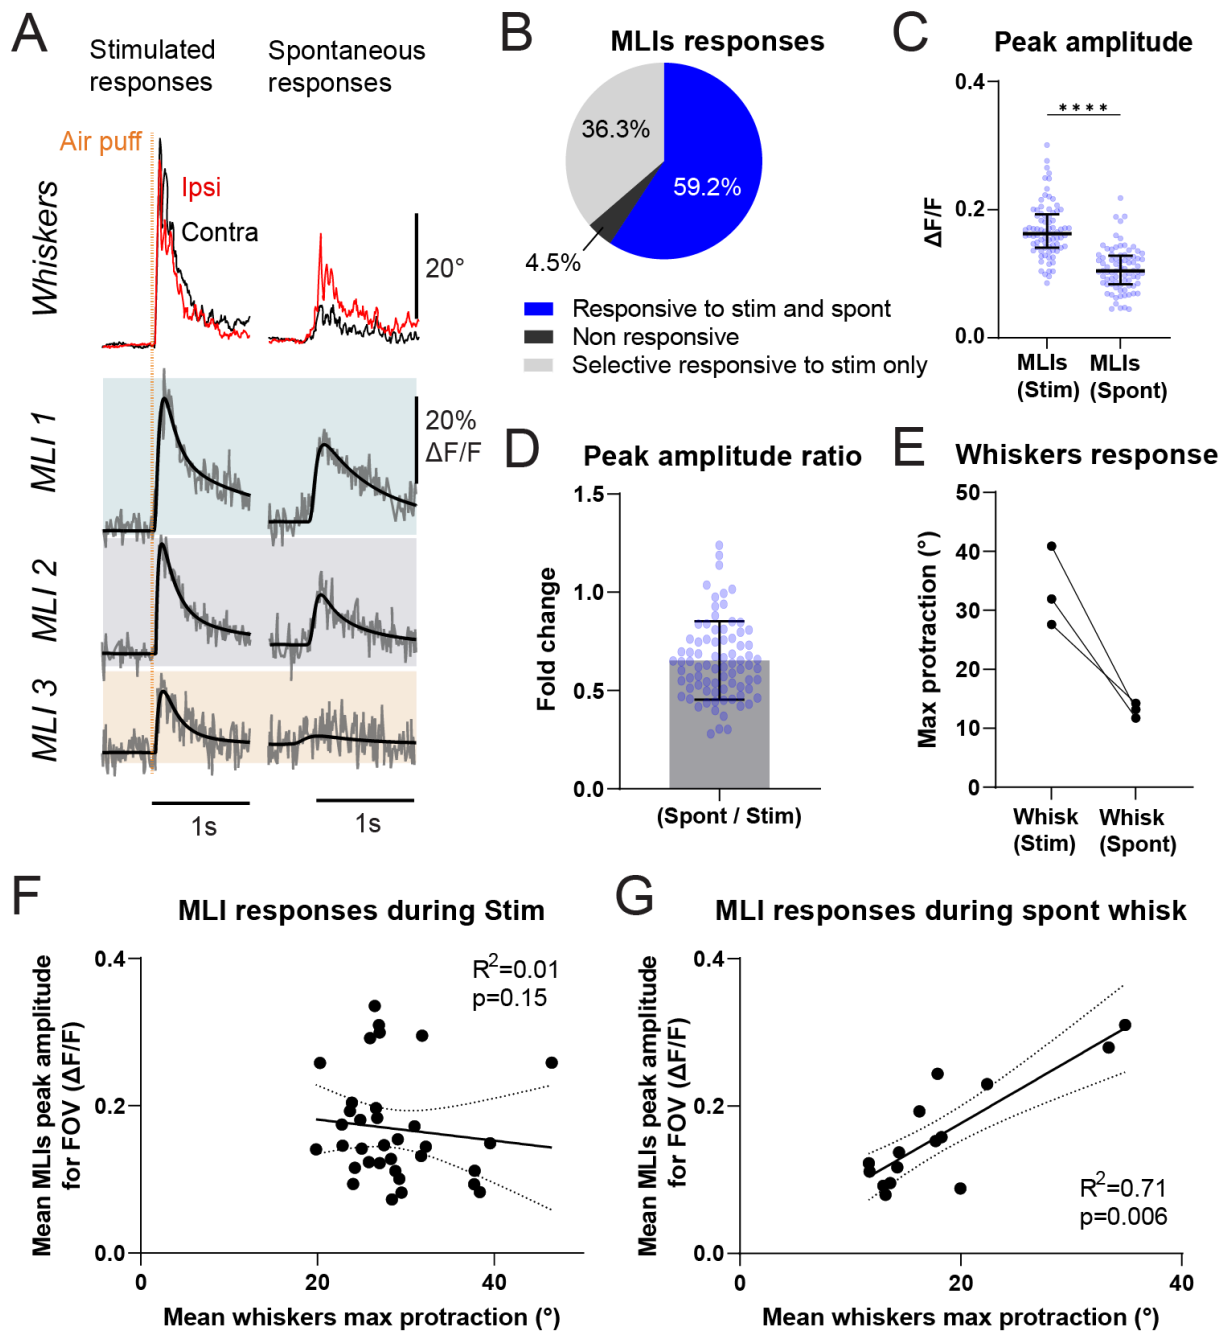 A
Stimulated
responses
Spontaneous
responses
Air puff
Ipsi
Contra
Whiskers
20°
MLI 1
20%
ΔF/F
MLI 2
MLI 3
1s
1s
B
MLIs responses
36.3%
59.2%
4.5%
Responsive to stim and spont
Non responsive
Selective responsive to stim only
C
Peak amplitude
0.4
0.2
0.0
ΔF/F
****
MLIs
(Stim)
MLIs
(Spont)
D
Peak amplitude ratio
1.5
1.0
0.5
0.0
Fold change
(Spont / Stim)
E
Whiskers response
50
40
30
20
10
0
Max protraction (°)
Whisk
(Stim)
Whisk
(Spont)
F
MLI responses during Stim
0.4
0.2
0.0
Mean MLIs peak amplitude
for FOV (ΔF/F)
R²=0.01
p=0.15
0
20
40
Mean whiskers max protraction (°)
G
MLI responses during spont whisk
0.4
0.2
0.0
Mean MLIs peak amplitude
for FOV (ΔF/F)
R²=0.71
p=0.006
0
20
40
Mean whiskers max protraction (°)